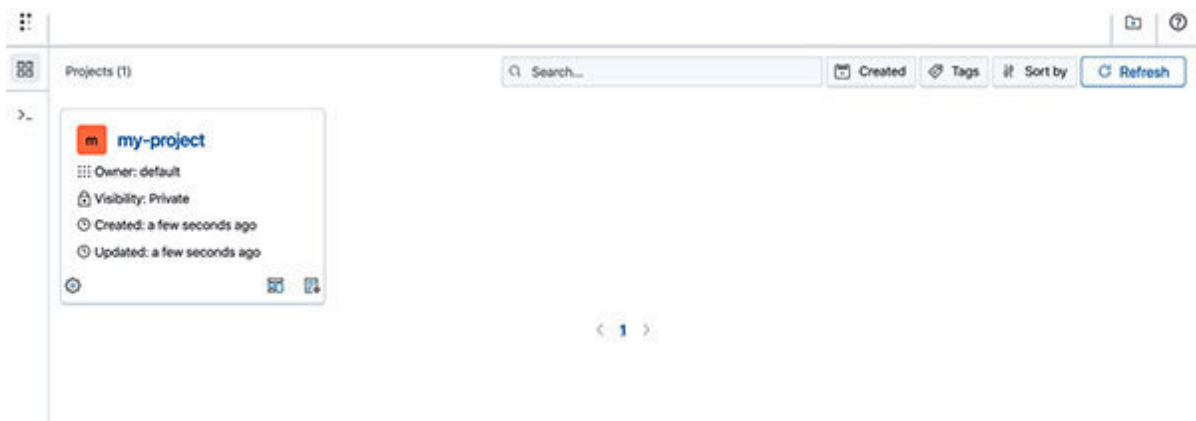 Projects (1)
Search...
Created
Tags
Sort by
Refresh
m
my-project
Owner: default
Visibility: Private
Created: a few seconds ago
Updated: a few seconds ago
< 1 >